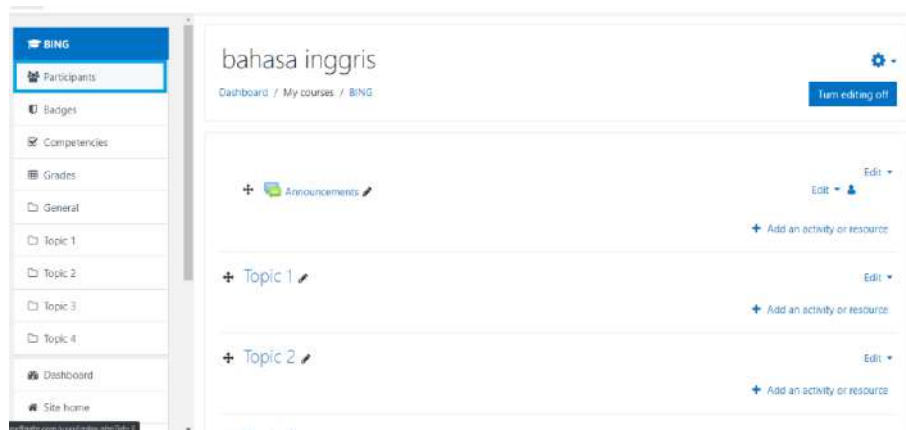 BING
Participants
Badges
Competencies
Grades
General
Topic 1
Topic 2
Topic 3
Topic 4
Dashboard
Site home
bahasa inggris
Dashboard / My courses / BING
Turn editing off
Edit
Announcements
Edit
+ Add an activity or resource
Topic 1
Edit
+ Add an activity or resource
Topic 2
Edit
+ Add an activity or resource